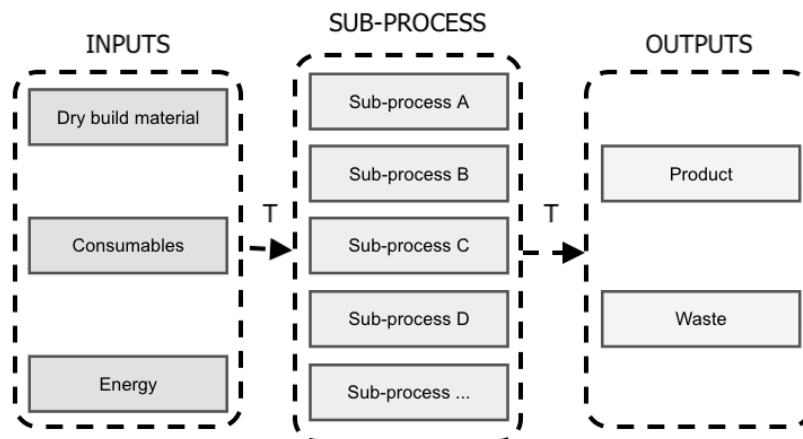 INPUTS
Dry build material
Consumables
Energy
T
SUB-PROCESS
Sub-process A
Sub-process B
Sub-process C
Sub-process D
Sub-process ...
T
OUTPUTS
Product
Waste